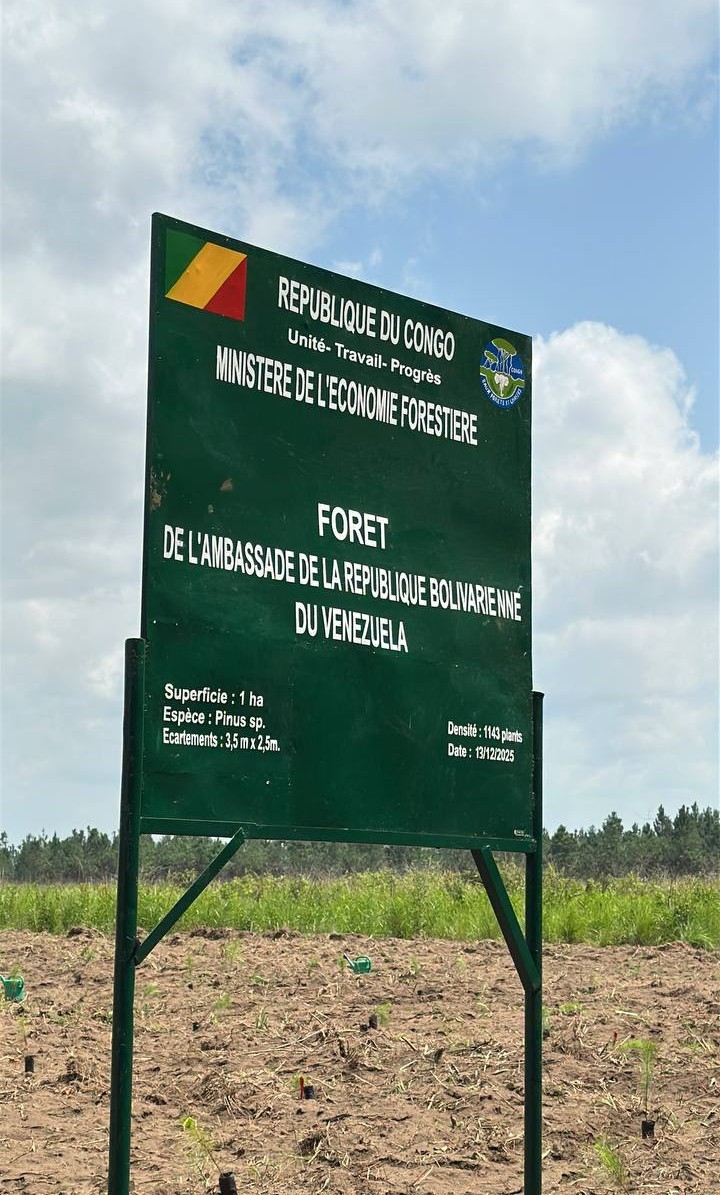 REPUBLIQUE DU CONGO
Unité- Travail- Progrès
MINISTERE DE L'ECONOMIE FORESTIERE
CONGO
FORET
DE L'AMBASSADE DE LA REPUBLIQUE BOLIVARIENNE
DU VENEZUELA
Superficie : 1 ha
Espèce : Pinus sp.
Ecartements : 3,5 m x 2,5m.
Densité : 1143 plants
Date : 13/12/2025